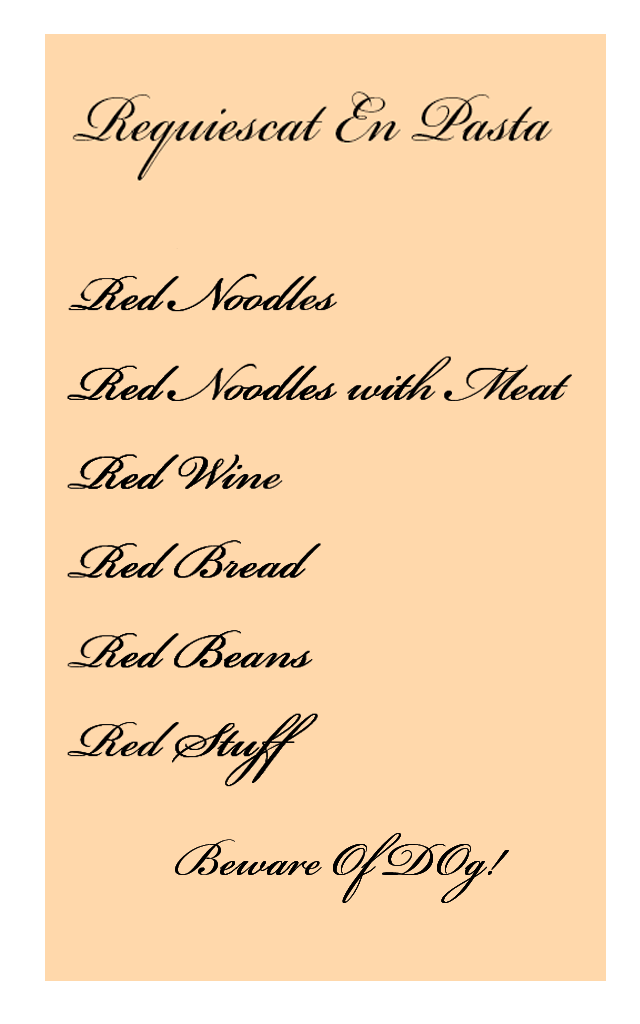 Requiescat En Pasta
Red Noodles
Red Noodles with Meat
Red Wine
Red Bread
Red Beans
Red Stuff
Beware Of DOg!